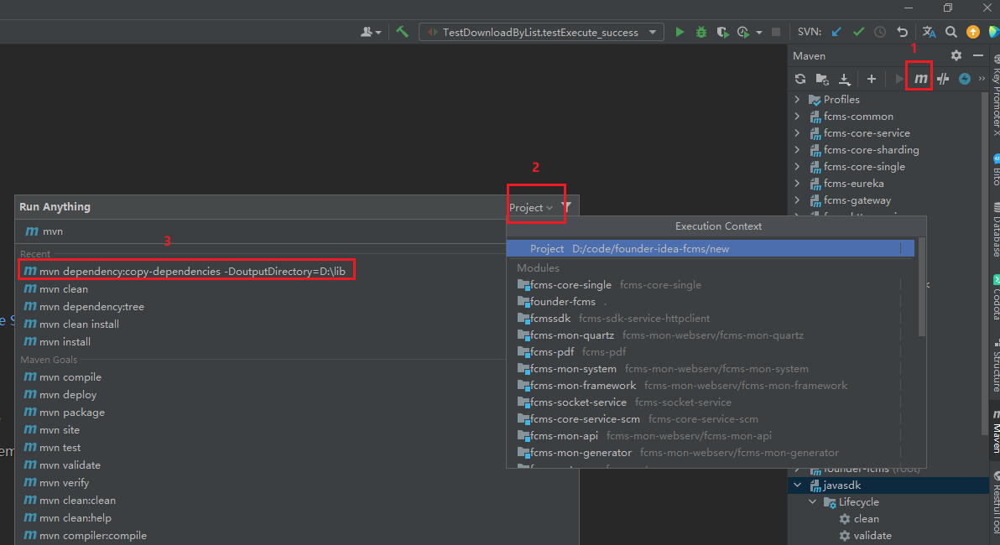 TestDownloadByList.testExecute_success
SVN:
1
Maven
Profiles
fcms-common
fcms-core-service
fcms-core-sharding
fcms-core-single
fcms-eureka
fcms-gateway
2
Run Anything
Project
mvn
Execution Context
3
Project D:/code/founder-idea-fcms/new
Recent
mvn dependency:copy-dependencies -DoutputDirectory=D:\lib
mvn clean
mvn dependency:tree
mvn clean install
mvn install
Maven Goals
mvn compile
mvn deploy
mvn package
mvn site
mvn test
mvn validate
mvn verify
mvn clean:clean
mvn clean:help
mvn compiler:compile
Modules
fcms-core-single fcms-core-single
founder-fcms .
fcmssdk fcms-sdk-service-httpclient
fcms-mon-quartz fcms-mon-webserv/fcms-mon-quartz
fcms-pdf fcms-pdf
fcms-mon-system fcms-mon-webserv/fcms-mon-system
fcms-mon-framework fcms-mon-webserv/fcms-mon-framework
fcms-socket-service fcms-socket-service
fcms-core-service-scm fcms-core-service-scm
fcms-mon-api fcms-mon-webserv/fcms-mon-api
fcms-mon-generator fcms-mon-webserv/fcms-mon-generator
founder-fcms (root)
javasdk
Lifecycle
clean
validate
Key Promoter X
Bito
Database
Codota
Structure
Maven
RestfulTool